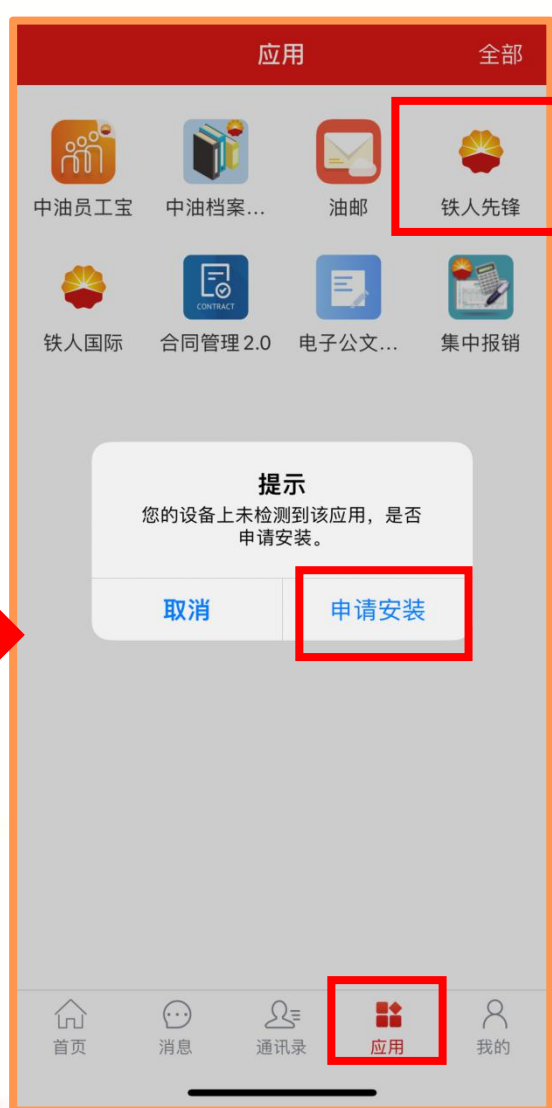 应用
全部
中油员工宝
中油档案...
油邮
铁人先锋
CONTRACT
铁人国际
合同管理2.0
电子公文...
集中报销
提示
您的设备上未检测到该应用，是否
申请安装。
取消
申请安装
首页
消息
通讯录
应用
我的